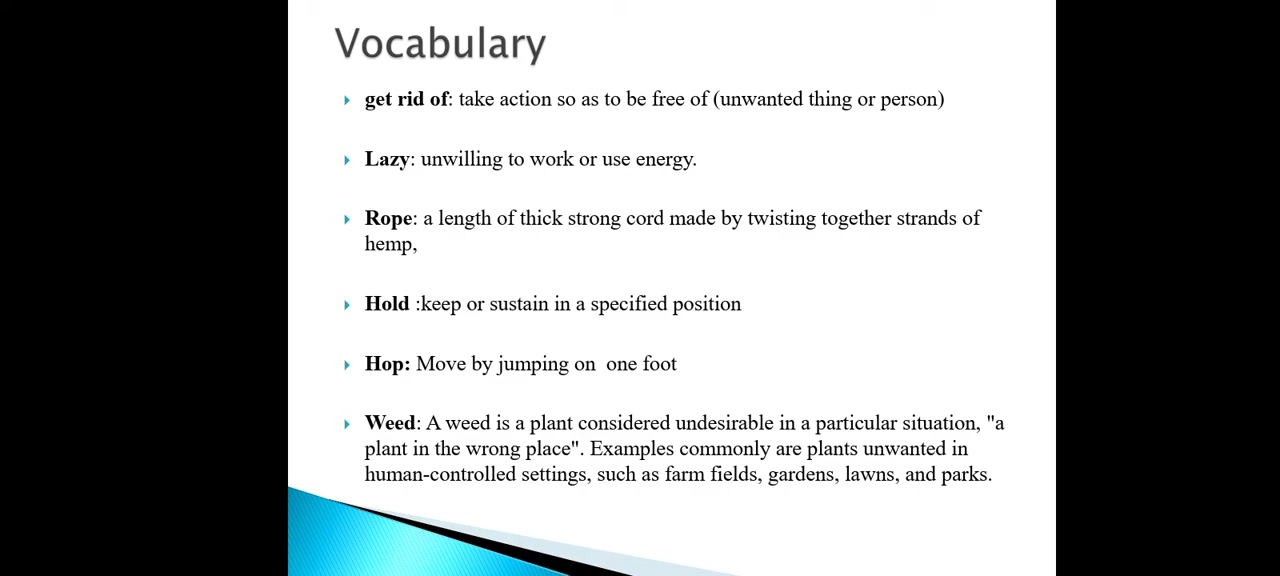 Vocabulary
get rid of: take action so as to be free of (unwanted thing or person)
Lazy: unwilling to work or use energy.
Rope: a length of thick strong cord made by twisting together strands of
hemp,
Hold :keep or sustain in a specified position
Hop: Move by jumping on  one foot
Weed: A weed is a plant considered undesirable in a particular situation, "a
plant in the wrong place". Examples commonly are plants unwanted in
human-controlled settings, such as farm fields, gardens, lawns, and parks.